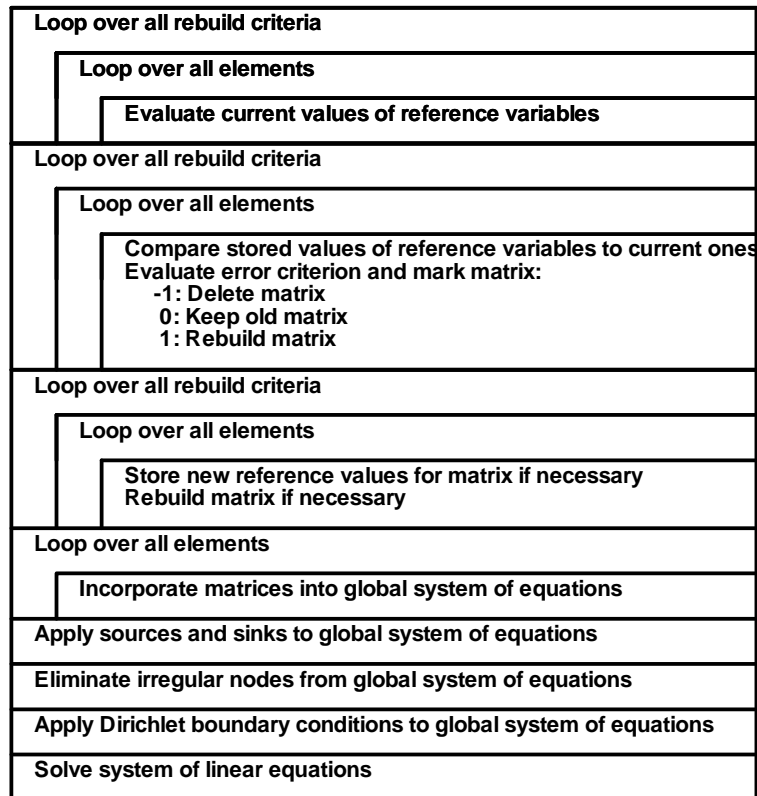 Loop over all rebuild criteria
Loop over all elements
Evaluate current values of reference variables
Loop over all rebuild criteria
Loop over all elements
Compare stored values of reference variables to current ones
Evaluate error criterion and mark matrix:
-1: Delete matrix
0: Keep old matrix
1: Rebuild matrix
Loop over all rebuild criteria
Loop over all elements
Store new reference values for matrix if necessary
Rebuild matrix if necessary
Loop over all elements
Incorporate matrices into global system of equations
Apply sources and sinks to global system of equations
Eliminate irregular nodes from global system of equations
Apply Dirichlet boundary conditions to global system of equations
Solve system of linear equations